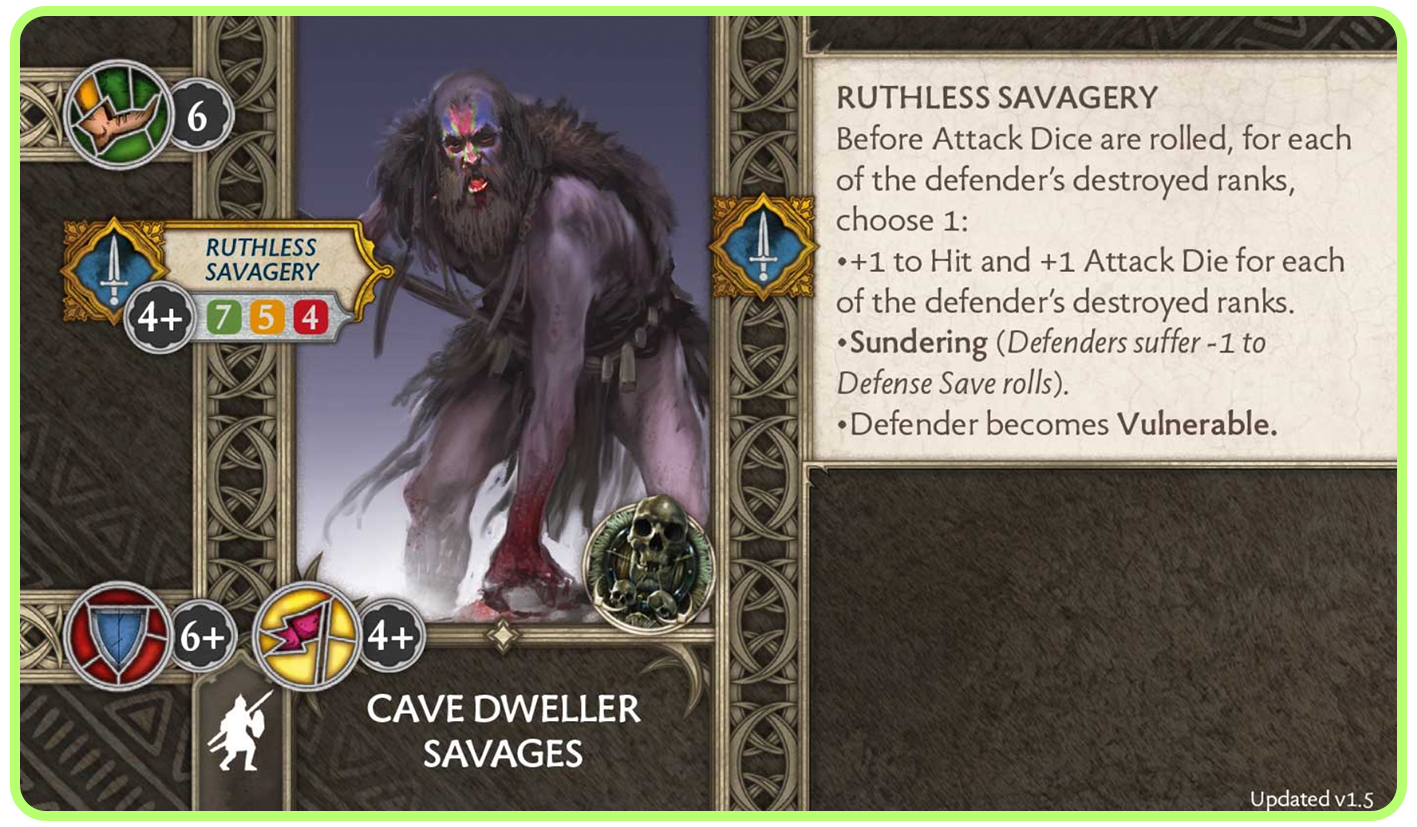 6
RUTHLESS
SAVAGERY
4+ 7 5 4
6+ 4+
CAVE DWELLER
SAVAGES
RUTHLESS SAVAGERY
Before Attack Dice are rolled, for each
of the defender’s destroyed ranks,
choose 1:
•+1 to Hit and +1 Attack Die for each
of the defender’s destroyed ranks.
•Sundering (Defenders suffer -1 to
Defense Save rolls).
•Defender becomes Vulnerable.
Updated v1.5